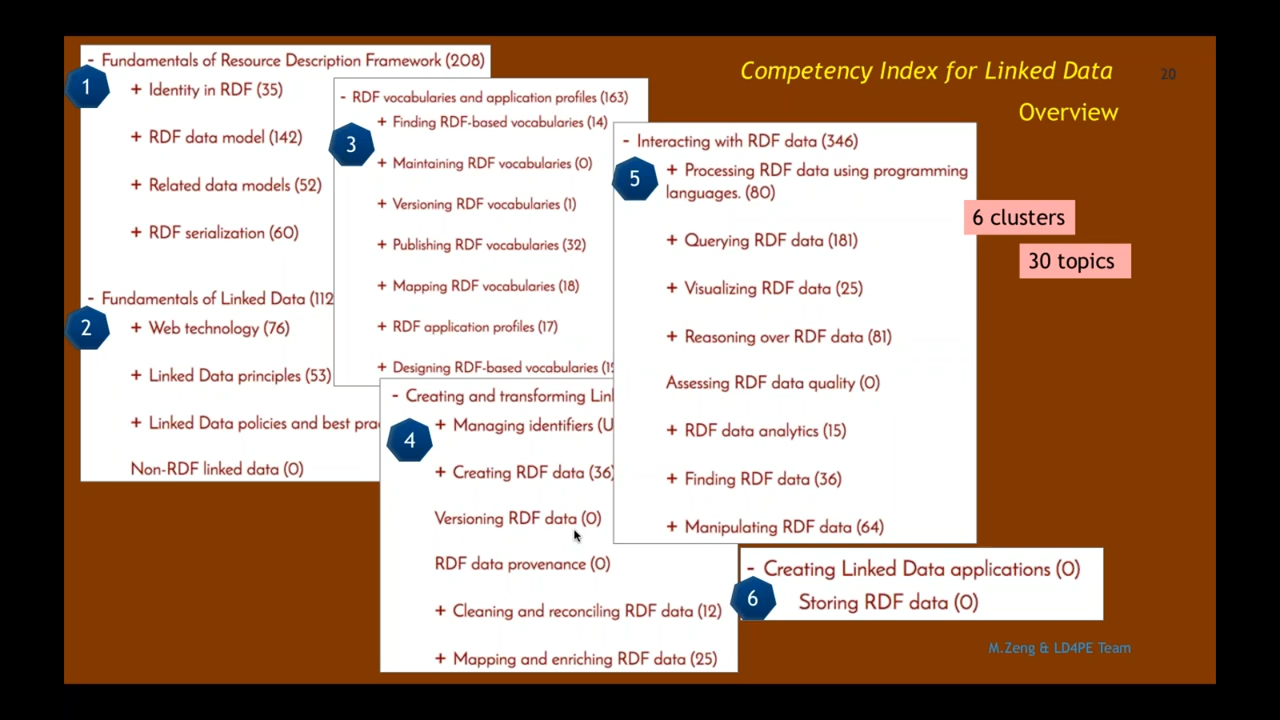 Competency Index for Linked Data
20
Overview
- Fundamentals of Resource Description Framework (208)
1
+ Identity in RDF (35)
+ RDF data model (142)
+ Related data models (52)
+ RDF serialization (60)
- Fundamentals of Linked Data (112
2
+ Web technology (76)
+ Linked Data principles (53)
+ Linked Data policies and best pra
Non-RDF linked data (0)
- RDF vocabularies and application profiles (163)
3
+ Finding RDF-based vocabularies (14)
+ Maintaining RDF vocabularies (0)
+ Versioning RDF vocabularies (1)
+ Publishing RDF vocabularies (32)
+ Mapping RDF vocabularies (18)
+ RDF application profiles (17)
+ Designing RDF-based vocabularies
- Creating and transforming
4
+ Managing identifiers (U
+ Creating RDF data (36)
Versioning RDF data (0)
RDF data provenance (0)
+ Cleaning and reconciling RDF data (12)
+ Mapping and enriching RDF data (25)
- Interacting with RDF data (346)
5
+ Processing RDF data using programming
languages. (80)
+ Querying RDF data (181)
+ Visualizing RDF data (25)
+ Reasoning over RDF data (81)
Assessing RDF data quality (0)
+ RDF data analytics (15)
+ Finding RDF data (36)
+ Manipulating RDF data (64)
- Creating Linked Data applications (0)
6
Storing RDF data (0)
6 clusters
30 topics
M.Zeng & LD4PE Team